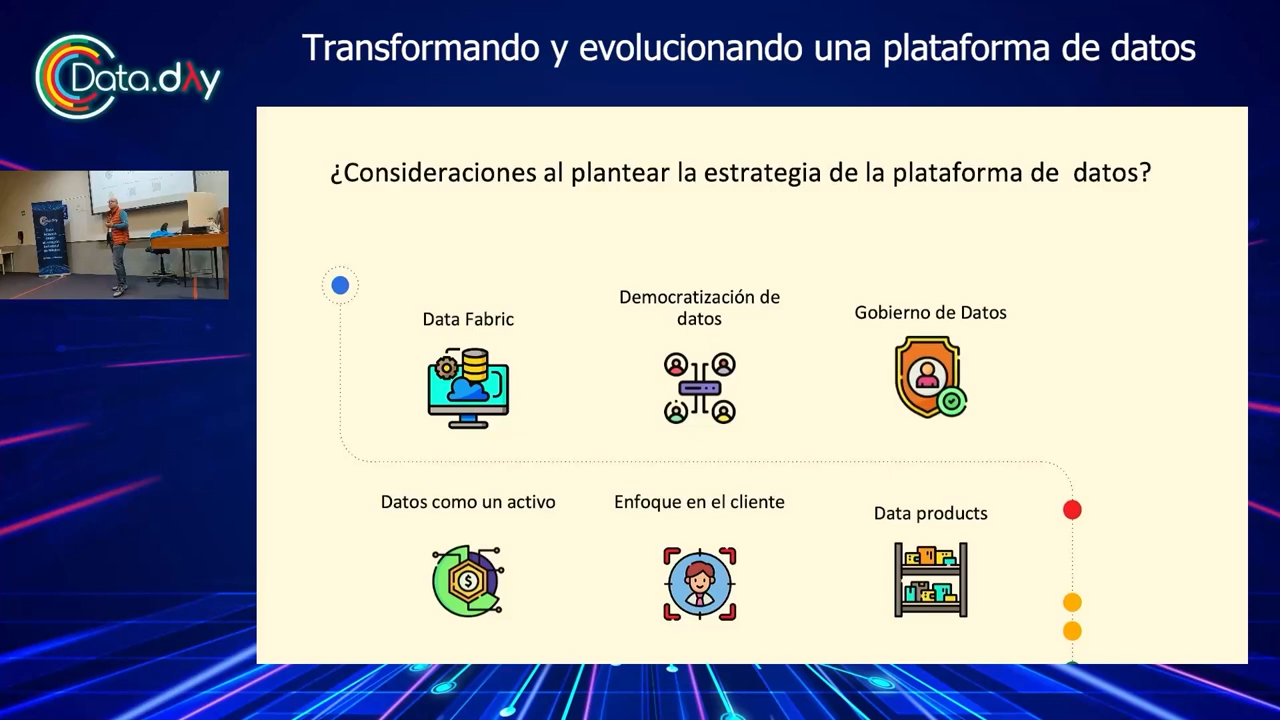 Data.dλy
Transformando y evolucionando una plataforma de datos
¿Consideraciones al plantear la estrategia de la plataforma de datos?
Data Fabric
Democratización de
datos
Gobierno de Datos
Datos como un activo
Enfoque en el cliente
Data products